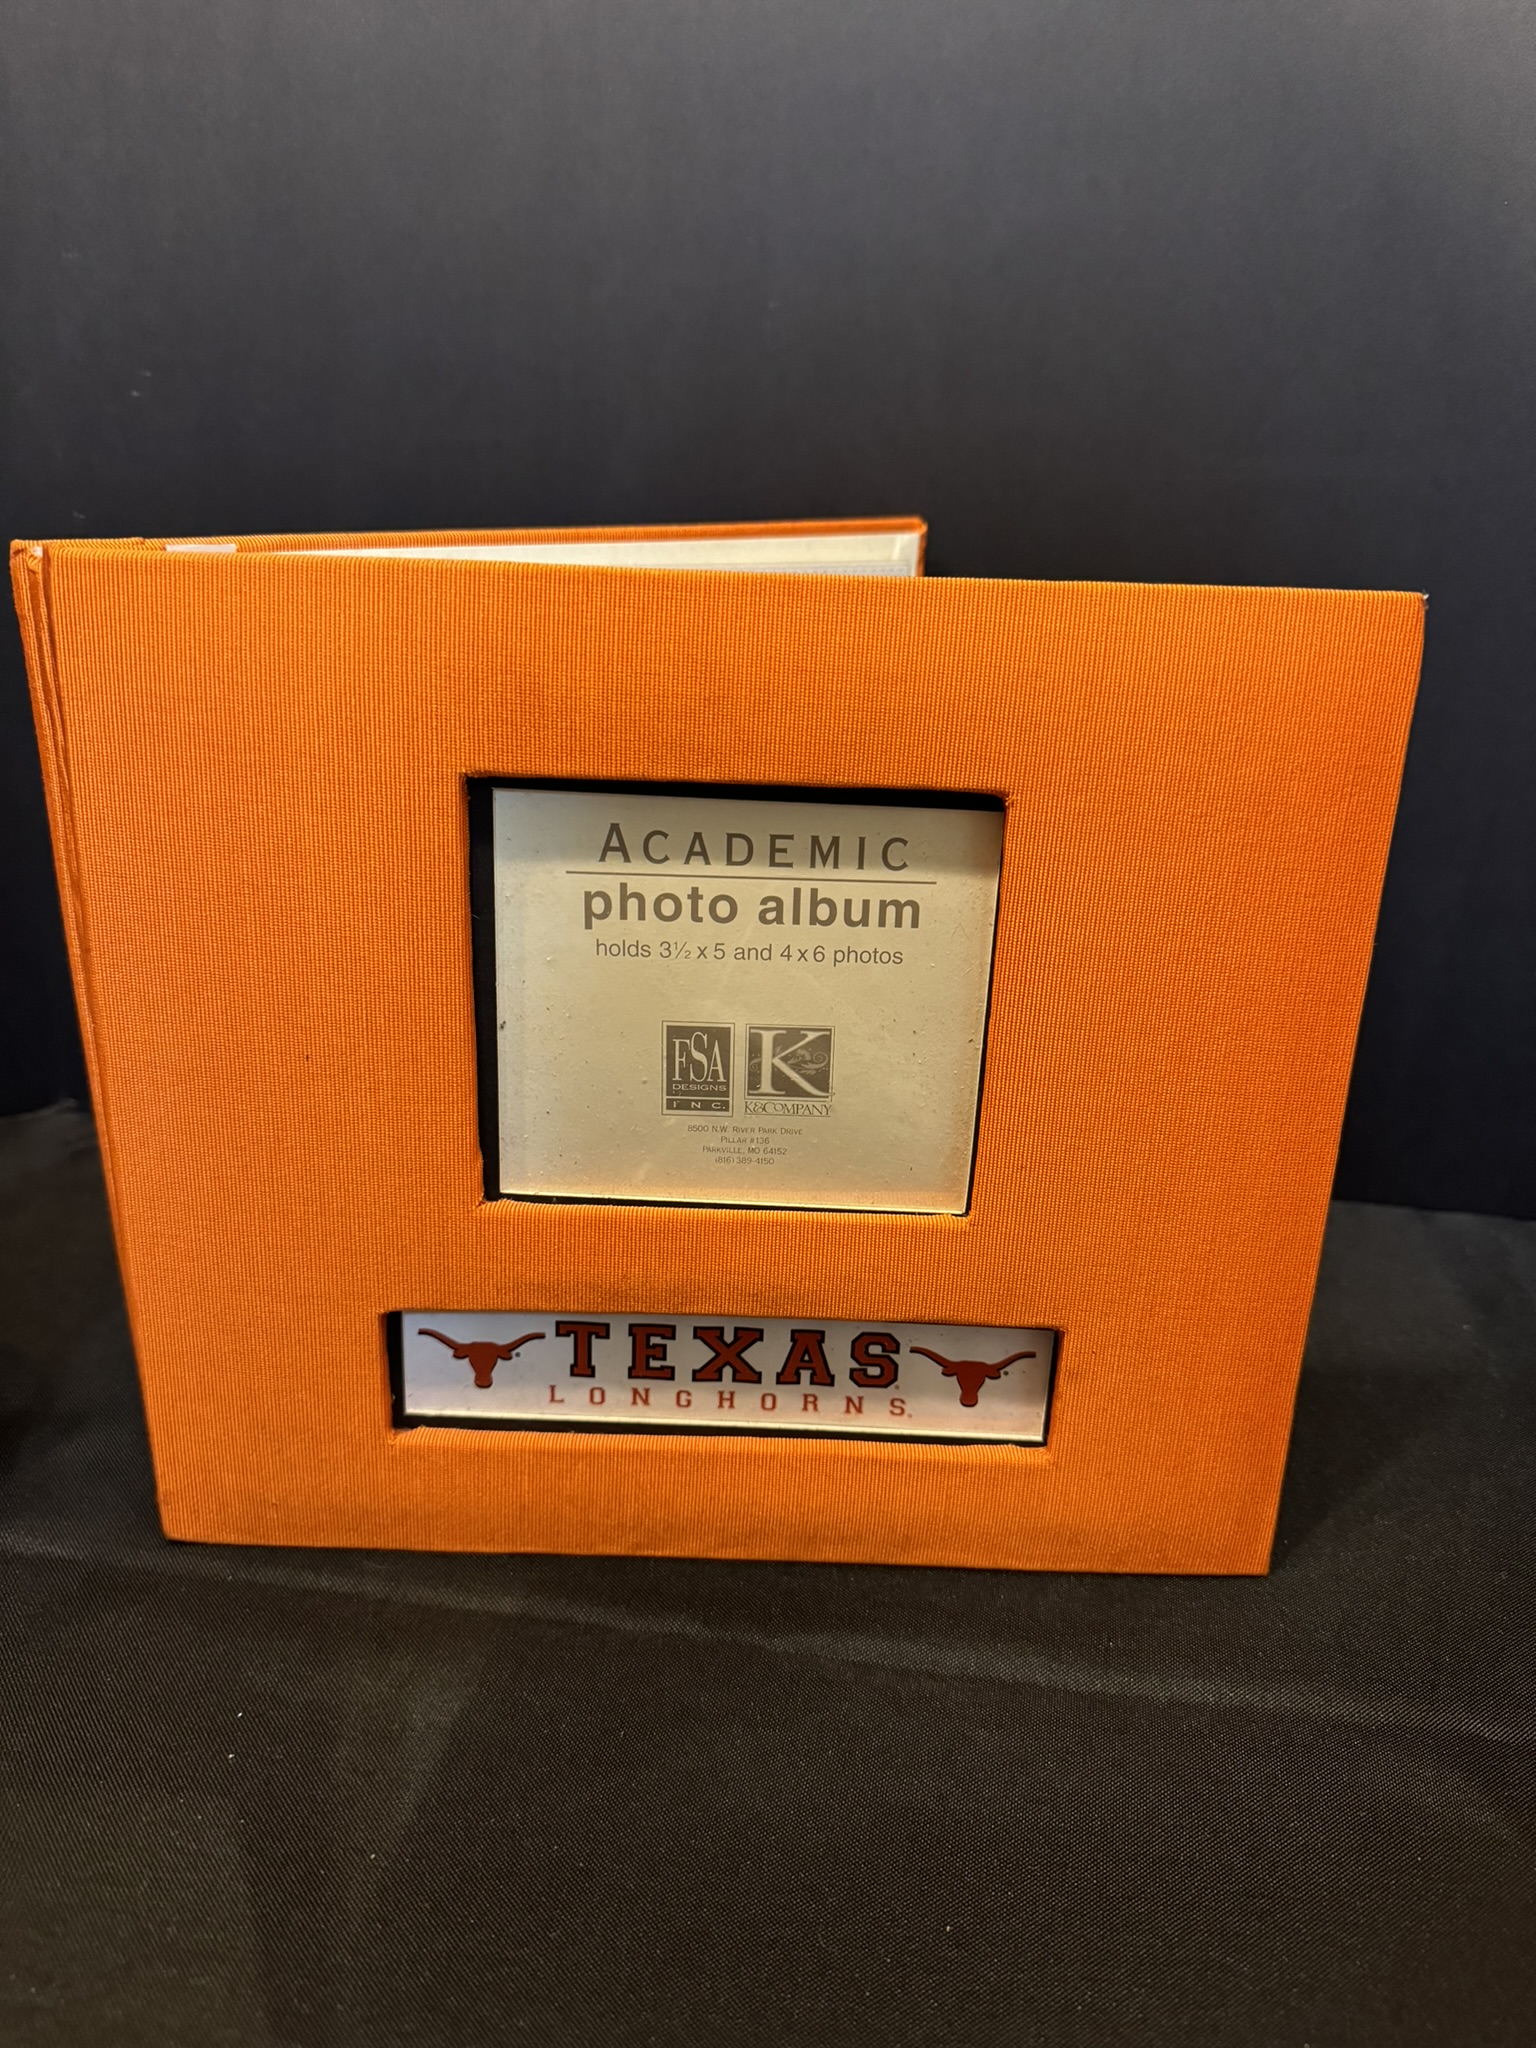 ACADEMIC
photo album
holds 3½ x 5 and 4 x 6 photos
FSA
DESIGNS
INC.
K
K&COMPANY
8500 N.W. RIVER PARK DRIVE
PILLAR #136
PARKVILLE, MO 64152
(816) 389-4150
TEXAS
LONGHORNS